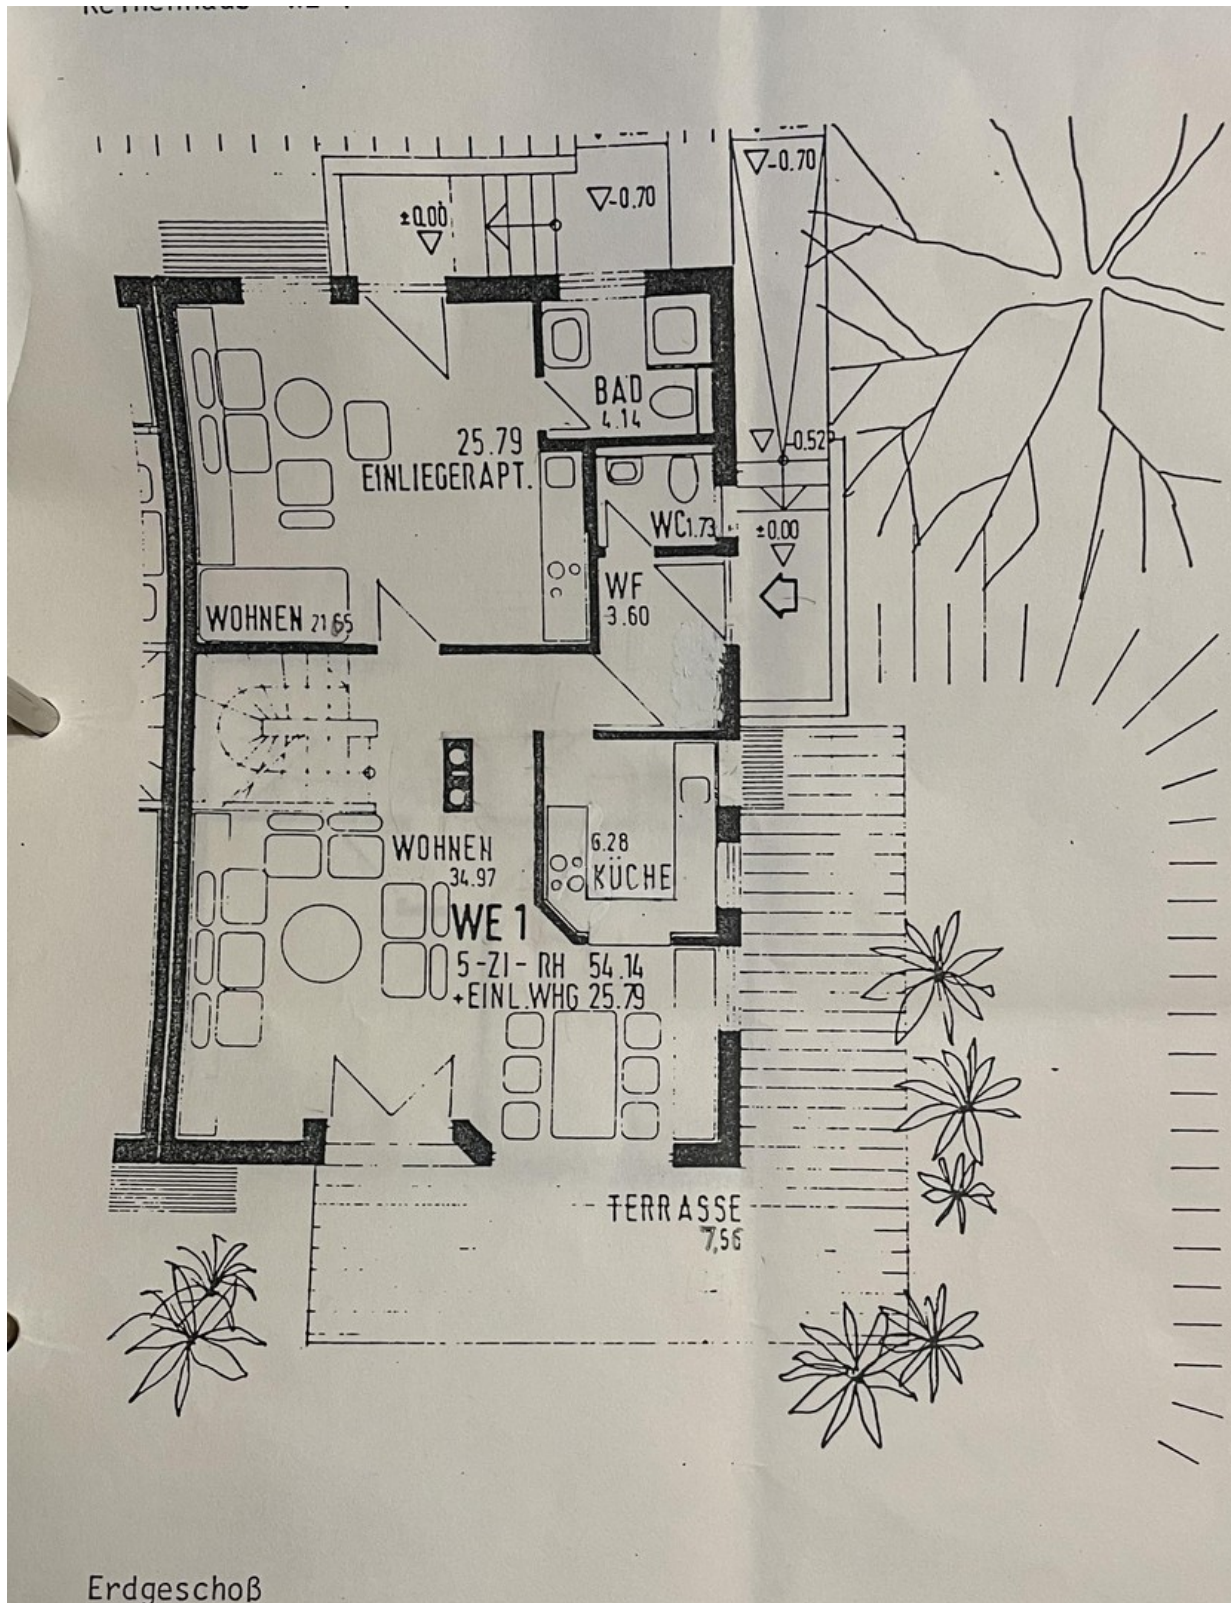 ±0.00
-0.70
-0.70
BAD
4.14
25.79
EINLIEGERAPT.
-0.52
WC 1.73
±0.00
WF
3.60
WOHNEN 21.65
WOHNEN
34.97
6.28
KÜCHE
WE 1
5-ZI- RH 54.14
+EINL.WHG 25.79
TERRASSE
7,56
Erdgeschoß